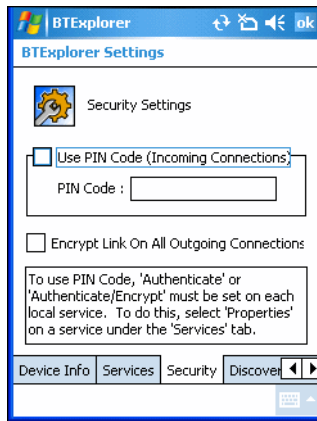 BTExplorer ok
BTExplorer Settings
Security Settings
Use PIN Code (Incoming Connections)
PIN Code :
Encrypt Link On All Outgoing Connections
To use PIN Code, 'Authenticate' or
'Authenticate/Encrypt' must be set on each
local service. To do this, select 'Properties'
on a service under the 'Services' tab.
Device Info Services Security Discover